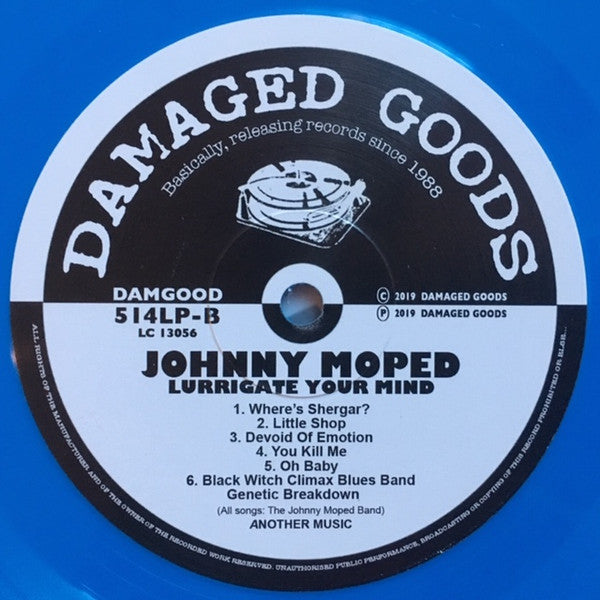 DAMAGED GOODS
Basically, releasing records since 1988
DAMGOOD
514LP-B
LC 13056
© 2019 DAMAGED GOODS
℗ 2019 DAMAGED GOODS
JOHNNY MOPED
LURRIGATE YOUR MIND
1. Where's Shergar?
2. Little Shop
3. Devoid Of Emotion
4. You Kill Me
5. Oh Baby
6. Black Witch Climax Blues Band
Genetic Breakdown
(All songs: The Johnny Moped Band)
ANOTHER MUSIC
ALL RIGHTS OF THE MANUFACTURER AND OF THE OWNER OF THE RECORDED WORK RESERVED. UNAUTHORISED PUBLIC PERFORMANCE, BROADCASTING OR COPYING OF THIS RECORD PROHIBITED OR ELSE...